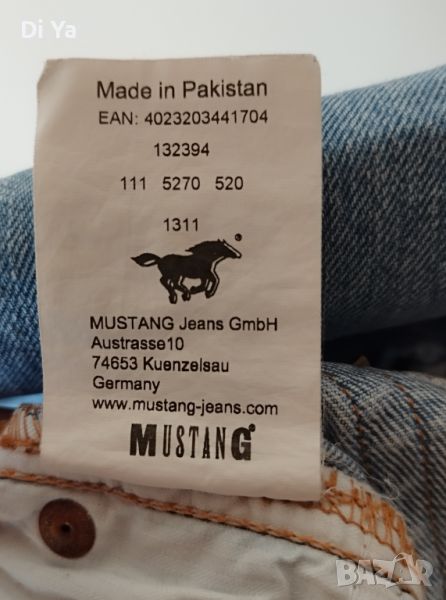 Di Ya
Made in Pakistan
EAN: 4023203441704
132394
111 5270 520
1311
MUSTANG Jeans GmbH
Austrasse10
74653 Kuenzelsau
Germany
www.mustang-jeans.com
MUSTANG
BAZAR